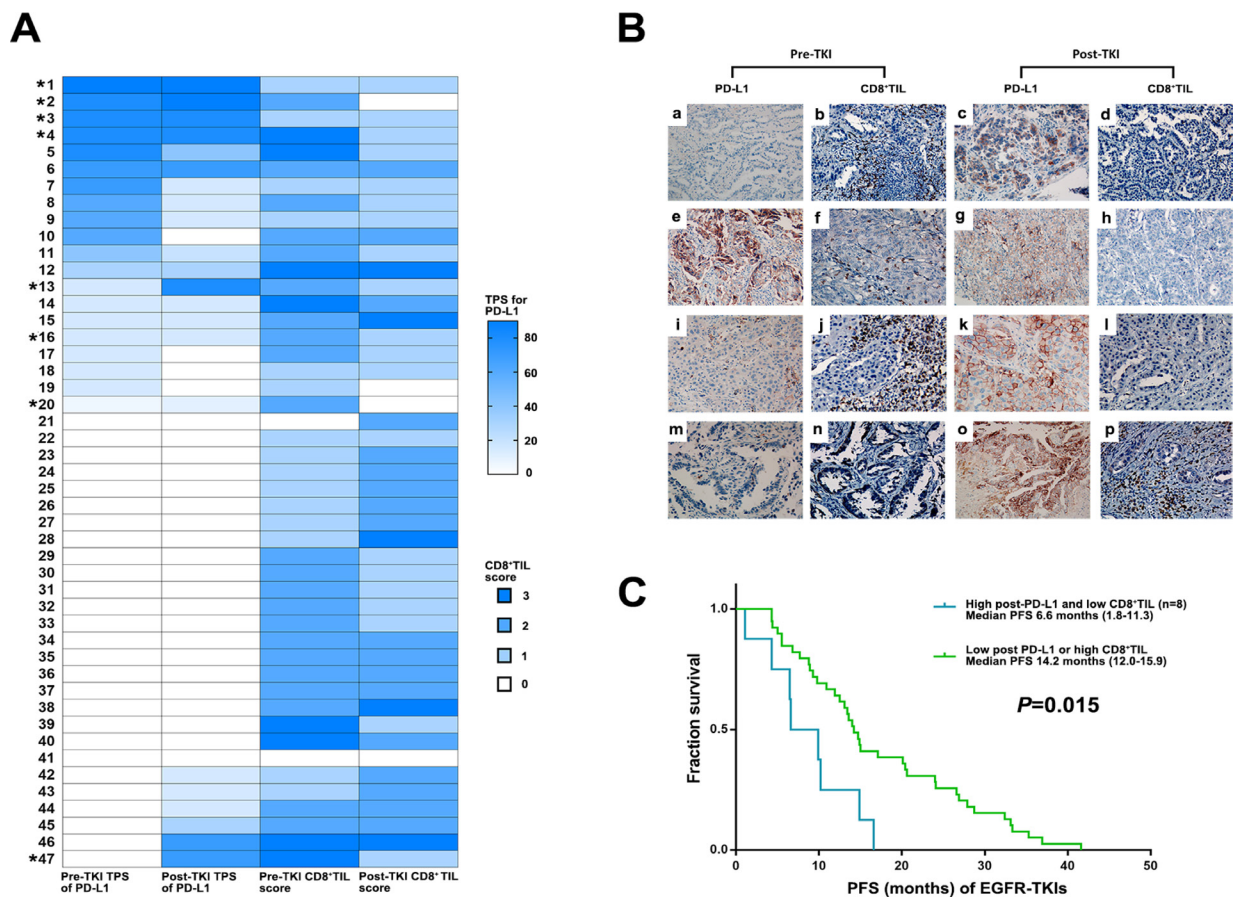 A
*1
*2
*3
*4
5
6
7
8
9
10
11
12
*13
14
15
*16
17
18
19
*20
21
22
23
24
25
26
27
28
29
30
31
32
33
34
35
36
37
38
39
40
41
42
43
44
45
46
*47
Pre-TKI TPS
of PD-L1
Post-TKI TPS
of PD-L1
Pre-TKI CD8⁺TIL
score
Post-TKI CD8⁺ TIL
score
TPS for
PD-L1
80
60
40
20
0
CD8⁺TIL
score
3
2
1
0
B
Pre-TKI
Post-TKI
PD-L1
CD8⁺TIL
PD-L1
CD8⁺TIL
a
b
c
d
e
f
g
h
i
j
k
l
m
n
o
p
C
High post-PD-L1 and low CD8⁺TIL (n=8)
Median PFS 6.6 months (1.8-11.3)
Low post PD-L1 or high CD8⁺TIL
Median PFS 14.2 months (12.0-15.9)
P=0.015
Fraction survival
1.0
0.5
0.0
0
10
20
30
40
50
PFS (months) of EGFR-TKIs